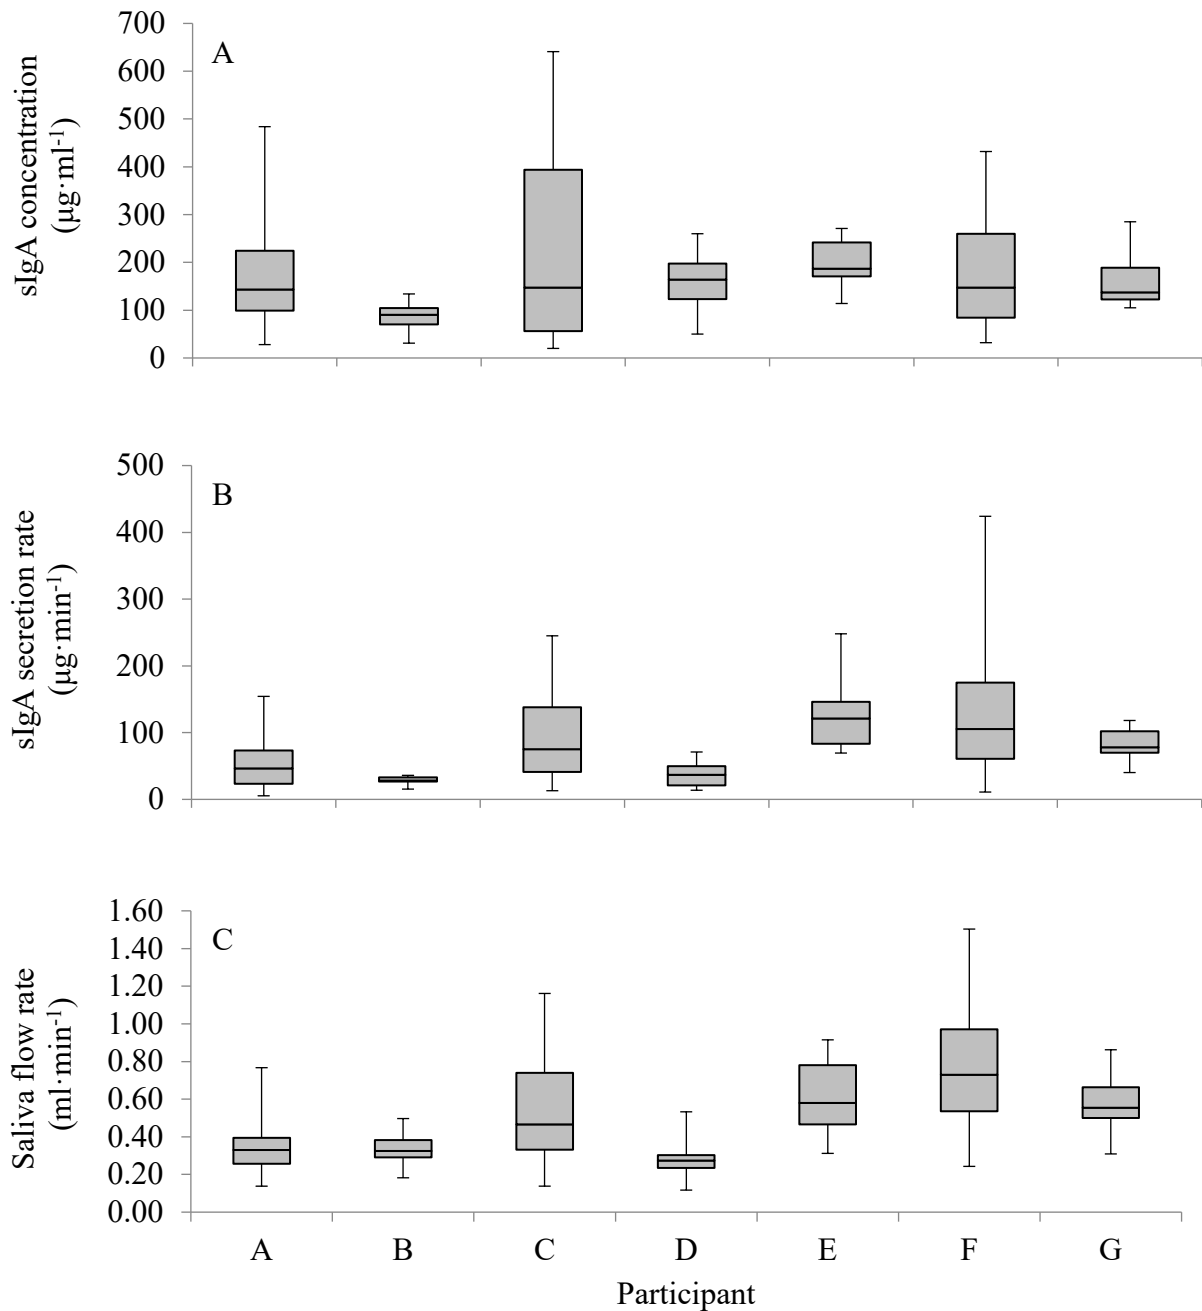 A
sIgA concentration
(µg·ml-1)
700
600
500
400
300
200
100
0
B
sIgA secretion rate
(µg·min-1)
500
400
300
200
100
0
C
Saliva flow rate
(ml·min-1)
1.60
1.40
1.20
1.00
0.80
0.60
0.40
0.20
0.00
A B C D E F G
Participant